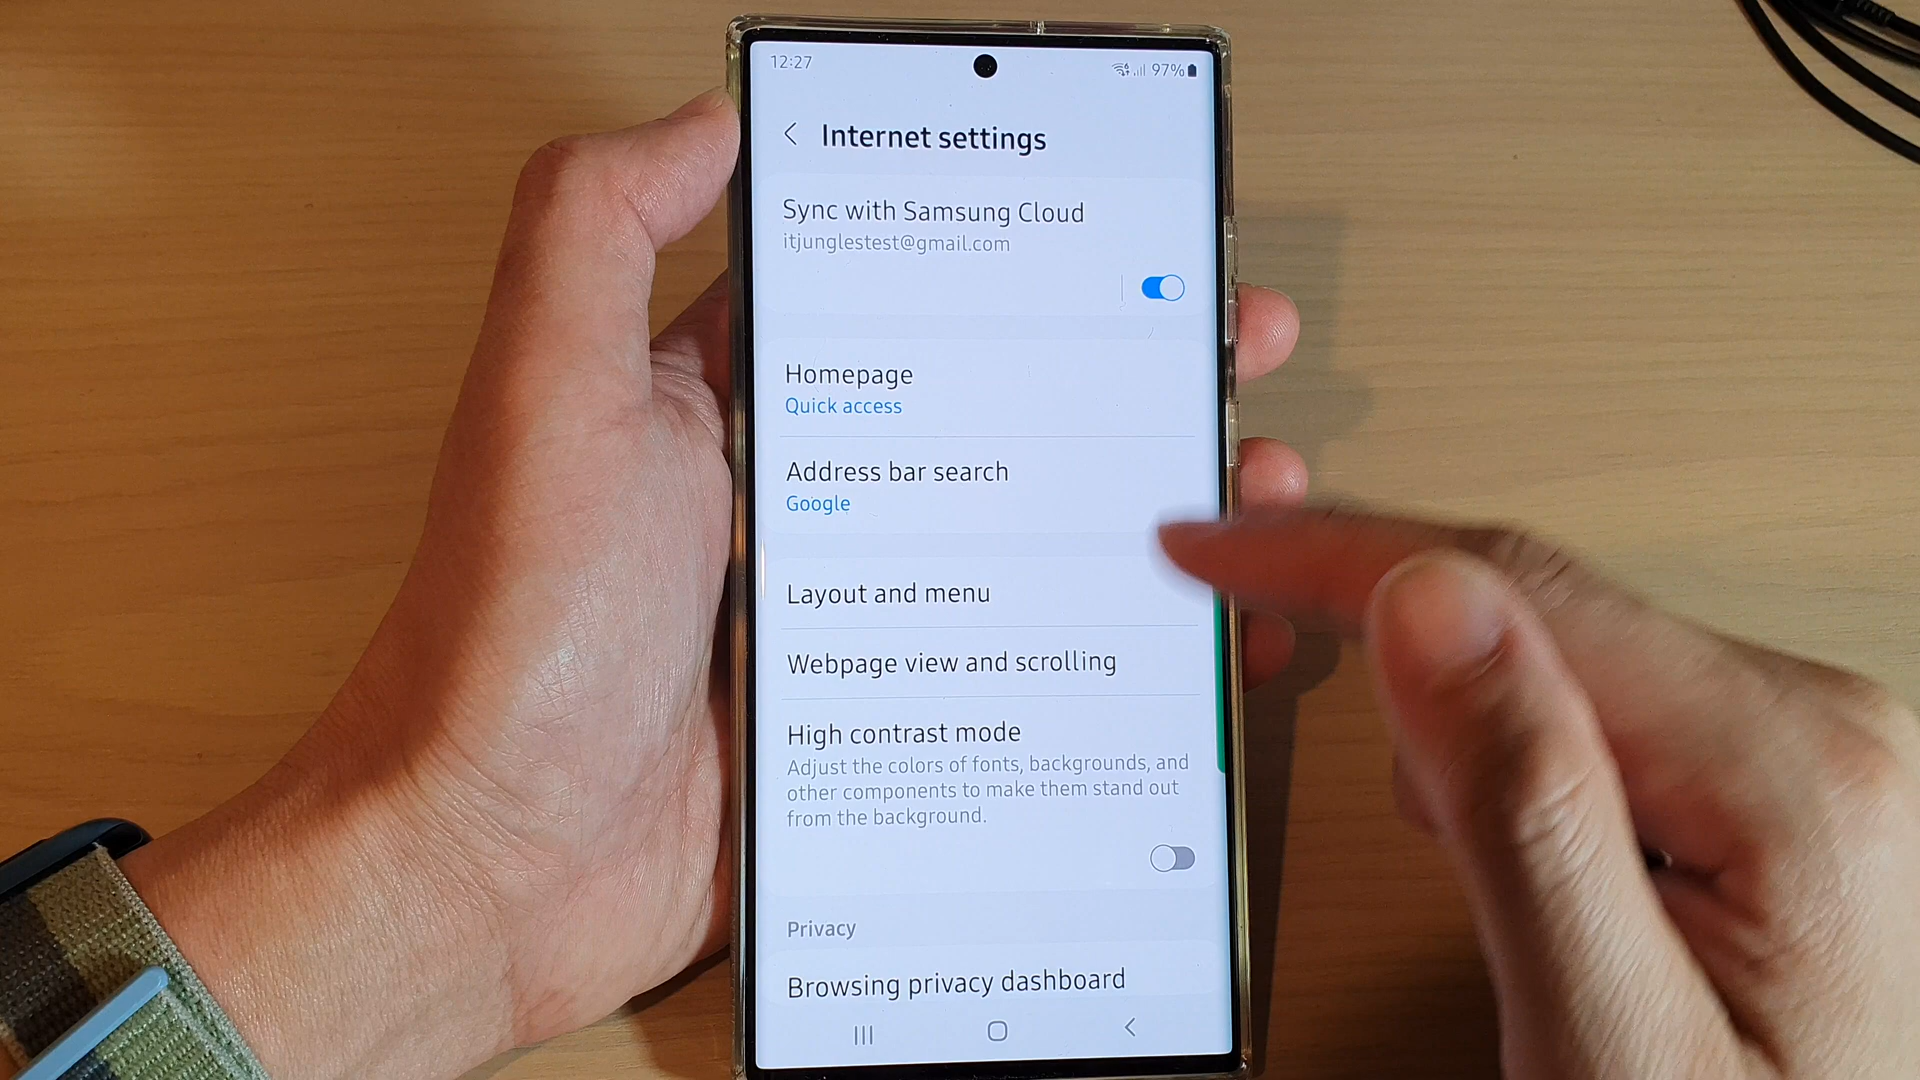 12:27
97%
Internet settings
Sync with Samsung Cloud
itjunglestest@gmail.com
Homepage
Quick access
Address bar search
Google
Layout and menu
Webpage view and scrolling
High contrast mode
Adjust the colors of fonts, backgrounds, and
other components to make them stand out
from the background.
Privacy
Browsing privacy dashboard